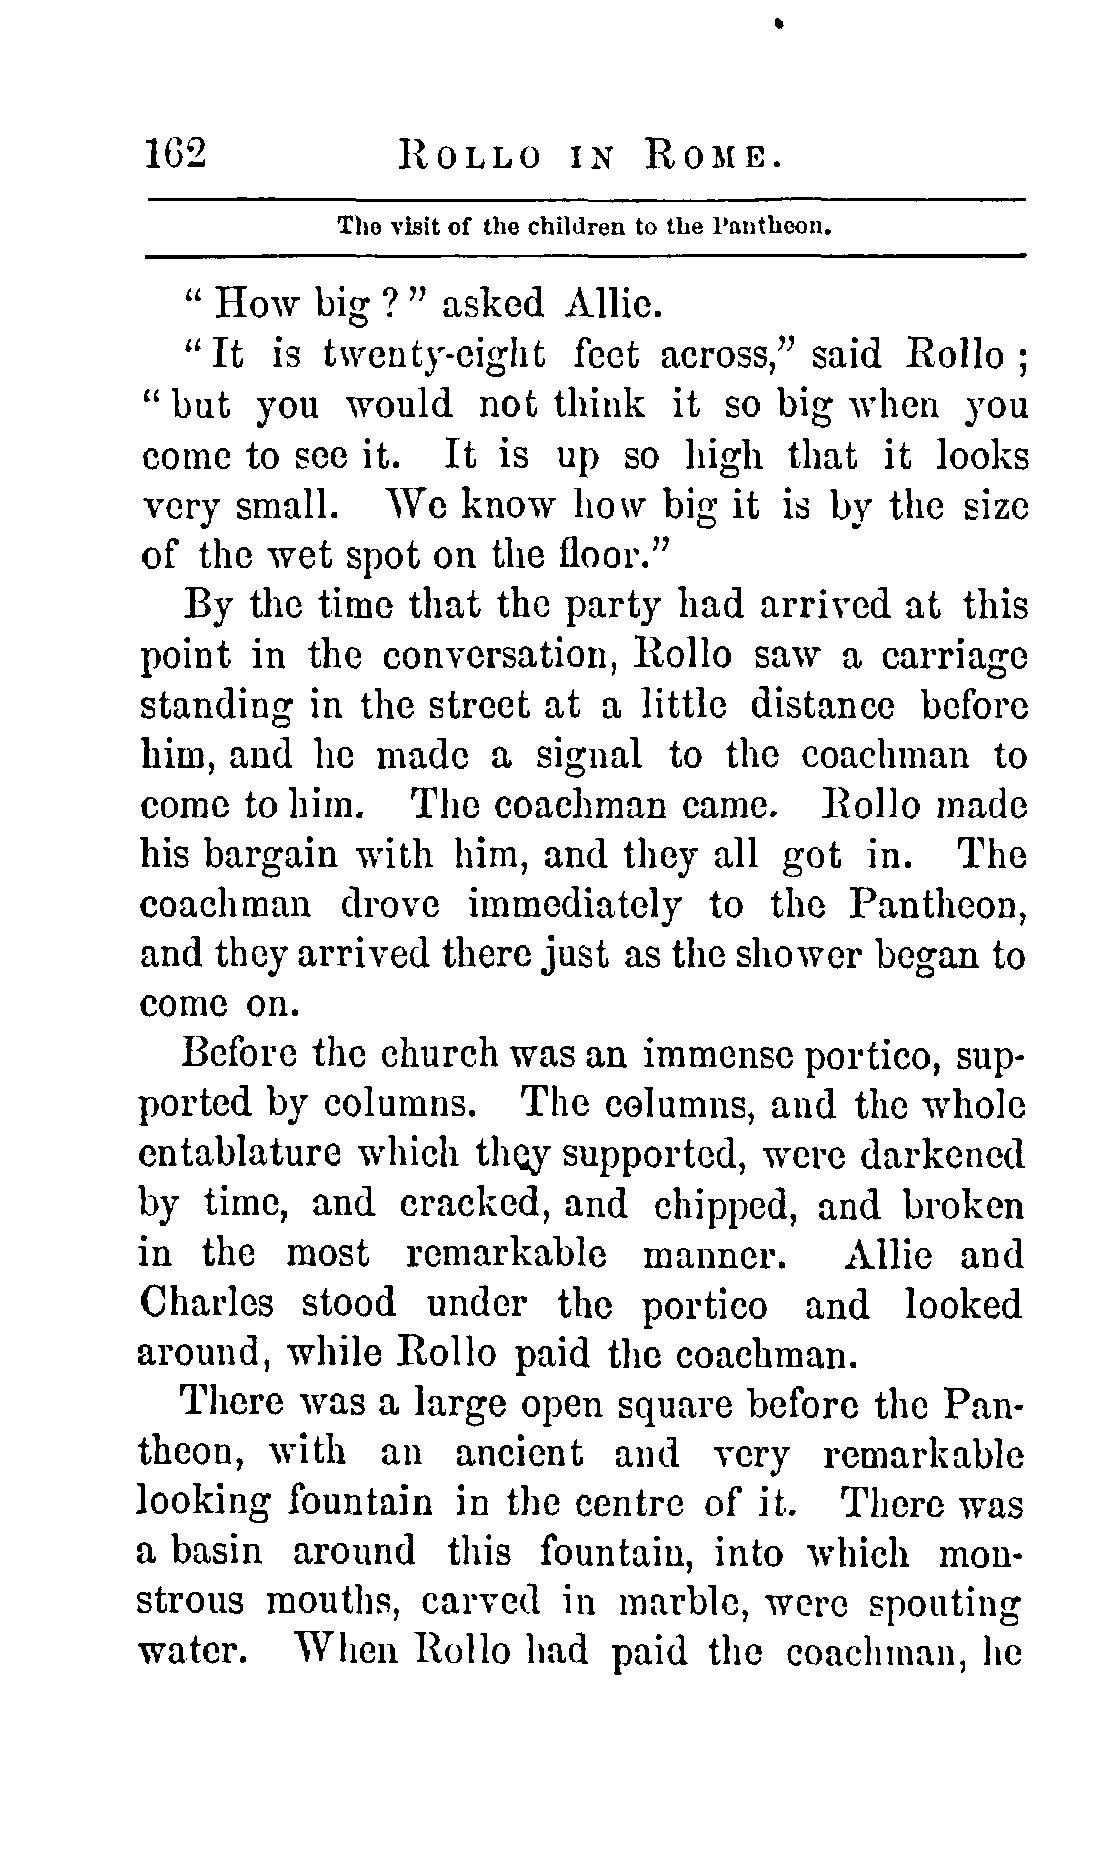 162 ROLLO IN ROME.
The visit of the children to the Pantheon.
“ How big ? ” asked Allie.
“ It is twenty-eight feet across,” said Rollo ;
“ but you would not think it so big when you
come to see it. It is up so high that it looks
very small. We know how big it is by the size
of the wet spot on the floor.”
By the time that the party had arrived at this
point in the conversation, Rollo saw a carriage
standing in the street at a little distance before
him, and he made a signal to the coachman to
come to him. The coachman came. Rollo made
his bargain with him, and they all got in. The
coachman drove immediately to the Pantheon,
and they arrived there just as the shower began to
come on.
Before the church was an immense portico, sup-
ported by columns. The columns, and the whole
entablature which they supported, were darkened
by time, and cracked, and chipped, and broken
in the most remarkable manner. Allie and
Charles stood under the portico and looked
around, while Rollo paid the coachman.
There was a large open square before the Pan-
theon, with an ancient and very remarkable
looking fountain in the centre of it. There was
a basin around this fountain, into which mon-
strous mouths, carved in marble, were spouting
water. When Rollo had paid the coachman, he